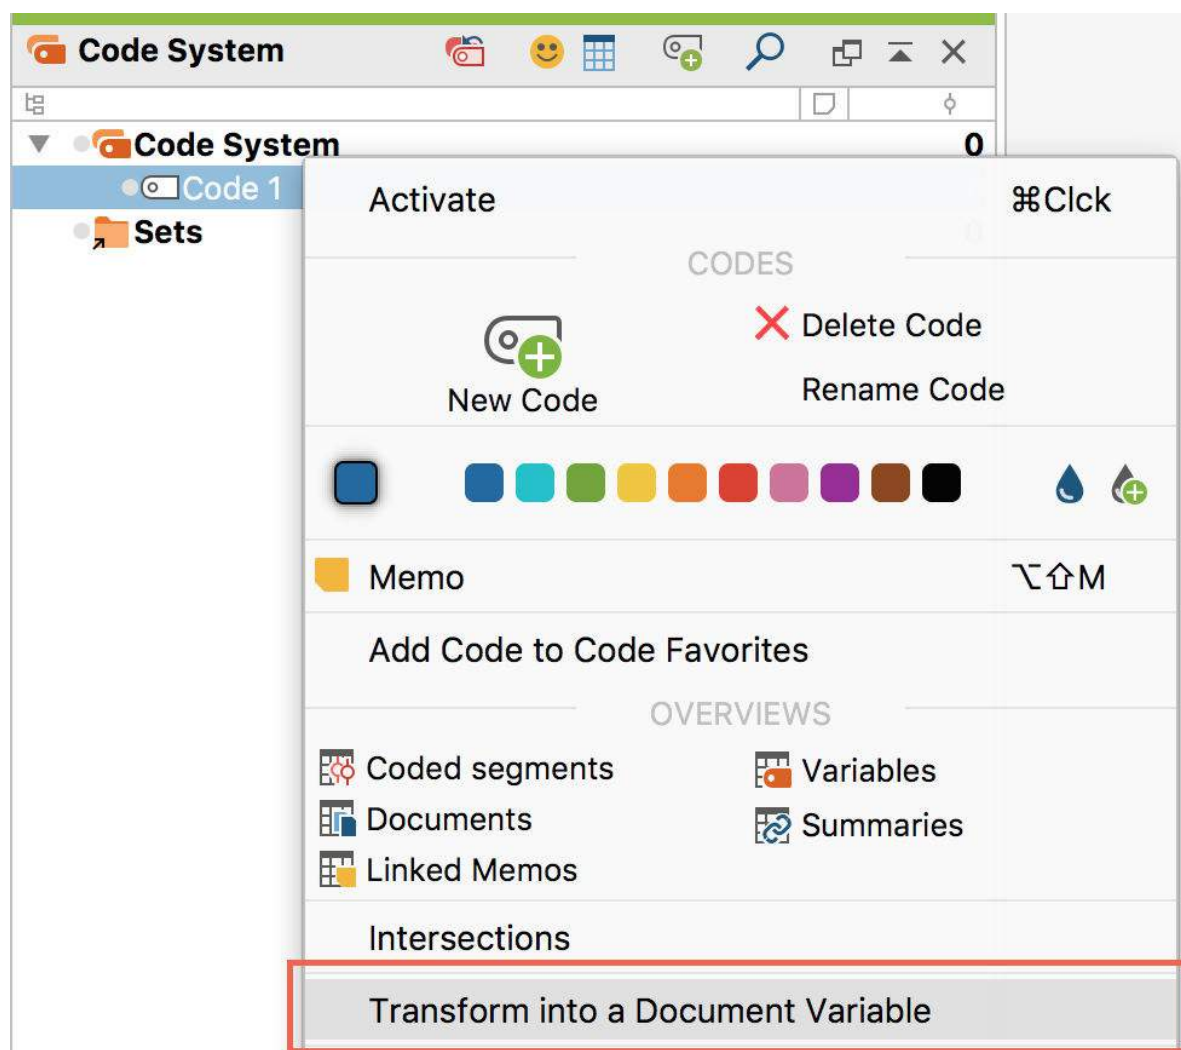 Code System
Code System 0
Code 1
Sets
Activate ⌘Clck
CODES
New Code
Delete Code
Rename Code
Memo ⌥⇧M
Add Code to Code Favorites
OVERVIEWS
Coded segments
Variables
Documents
Summaries
Linked Memos
Intersections
Transform into a Document Variable